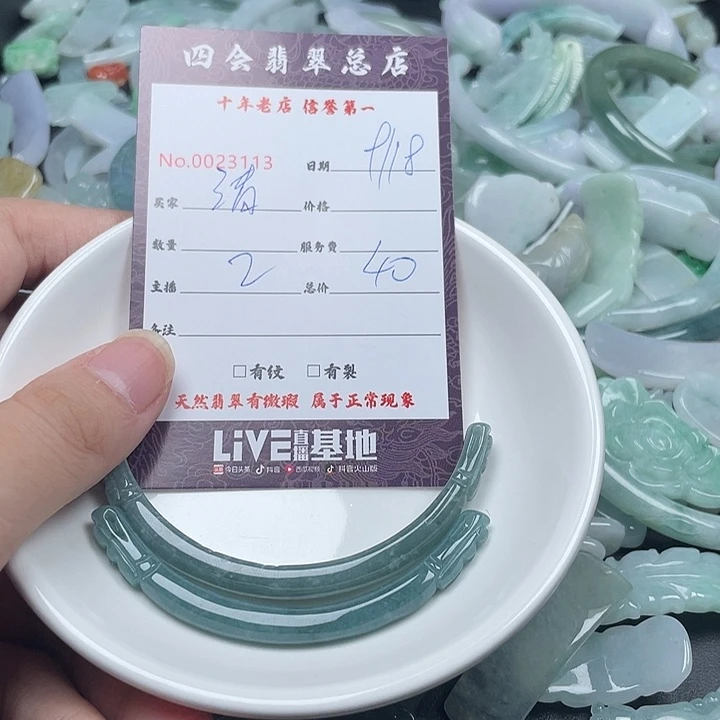 四会翡翠总店
十年老店 信誉第一
No.0023113
日期 9/18
买家 清 价格
数量 服务费
主播 2 总价 40
备注
□有纹 □有裂
天然翡翠有微瑕 属于正常现象
LiVE直播基地
今日头条 抖音 西瓜视频 抖音火山版